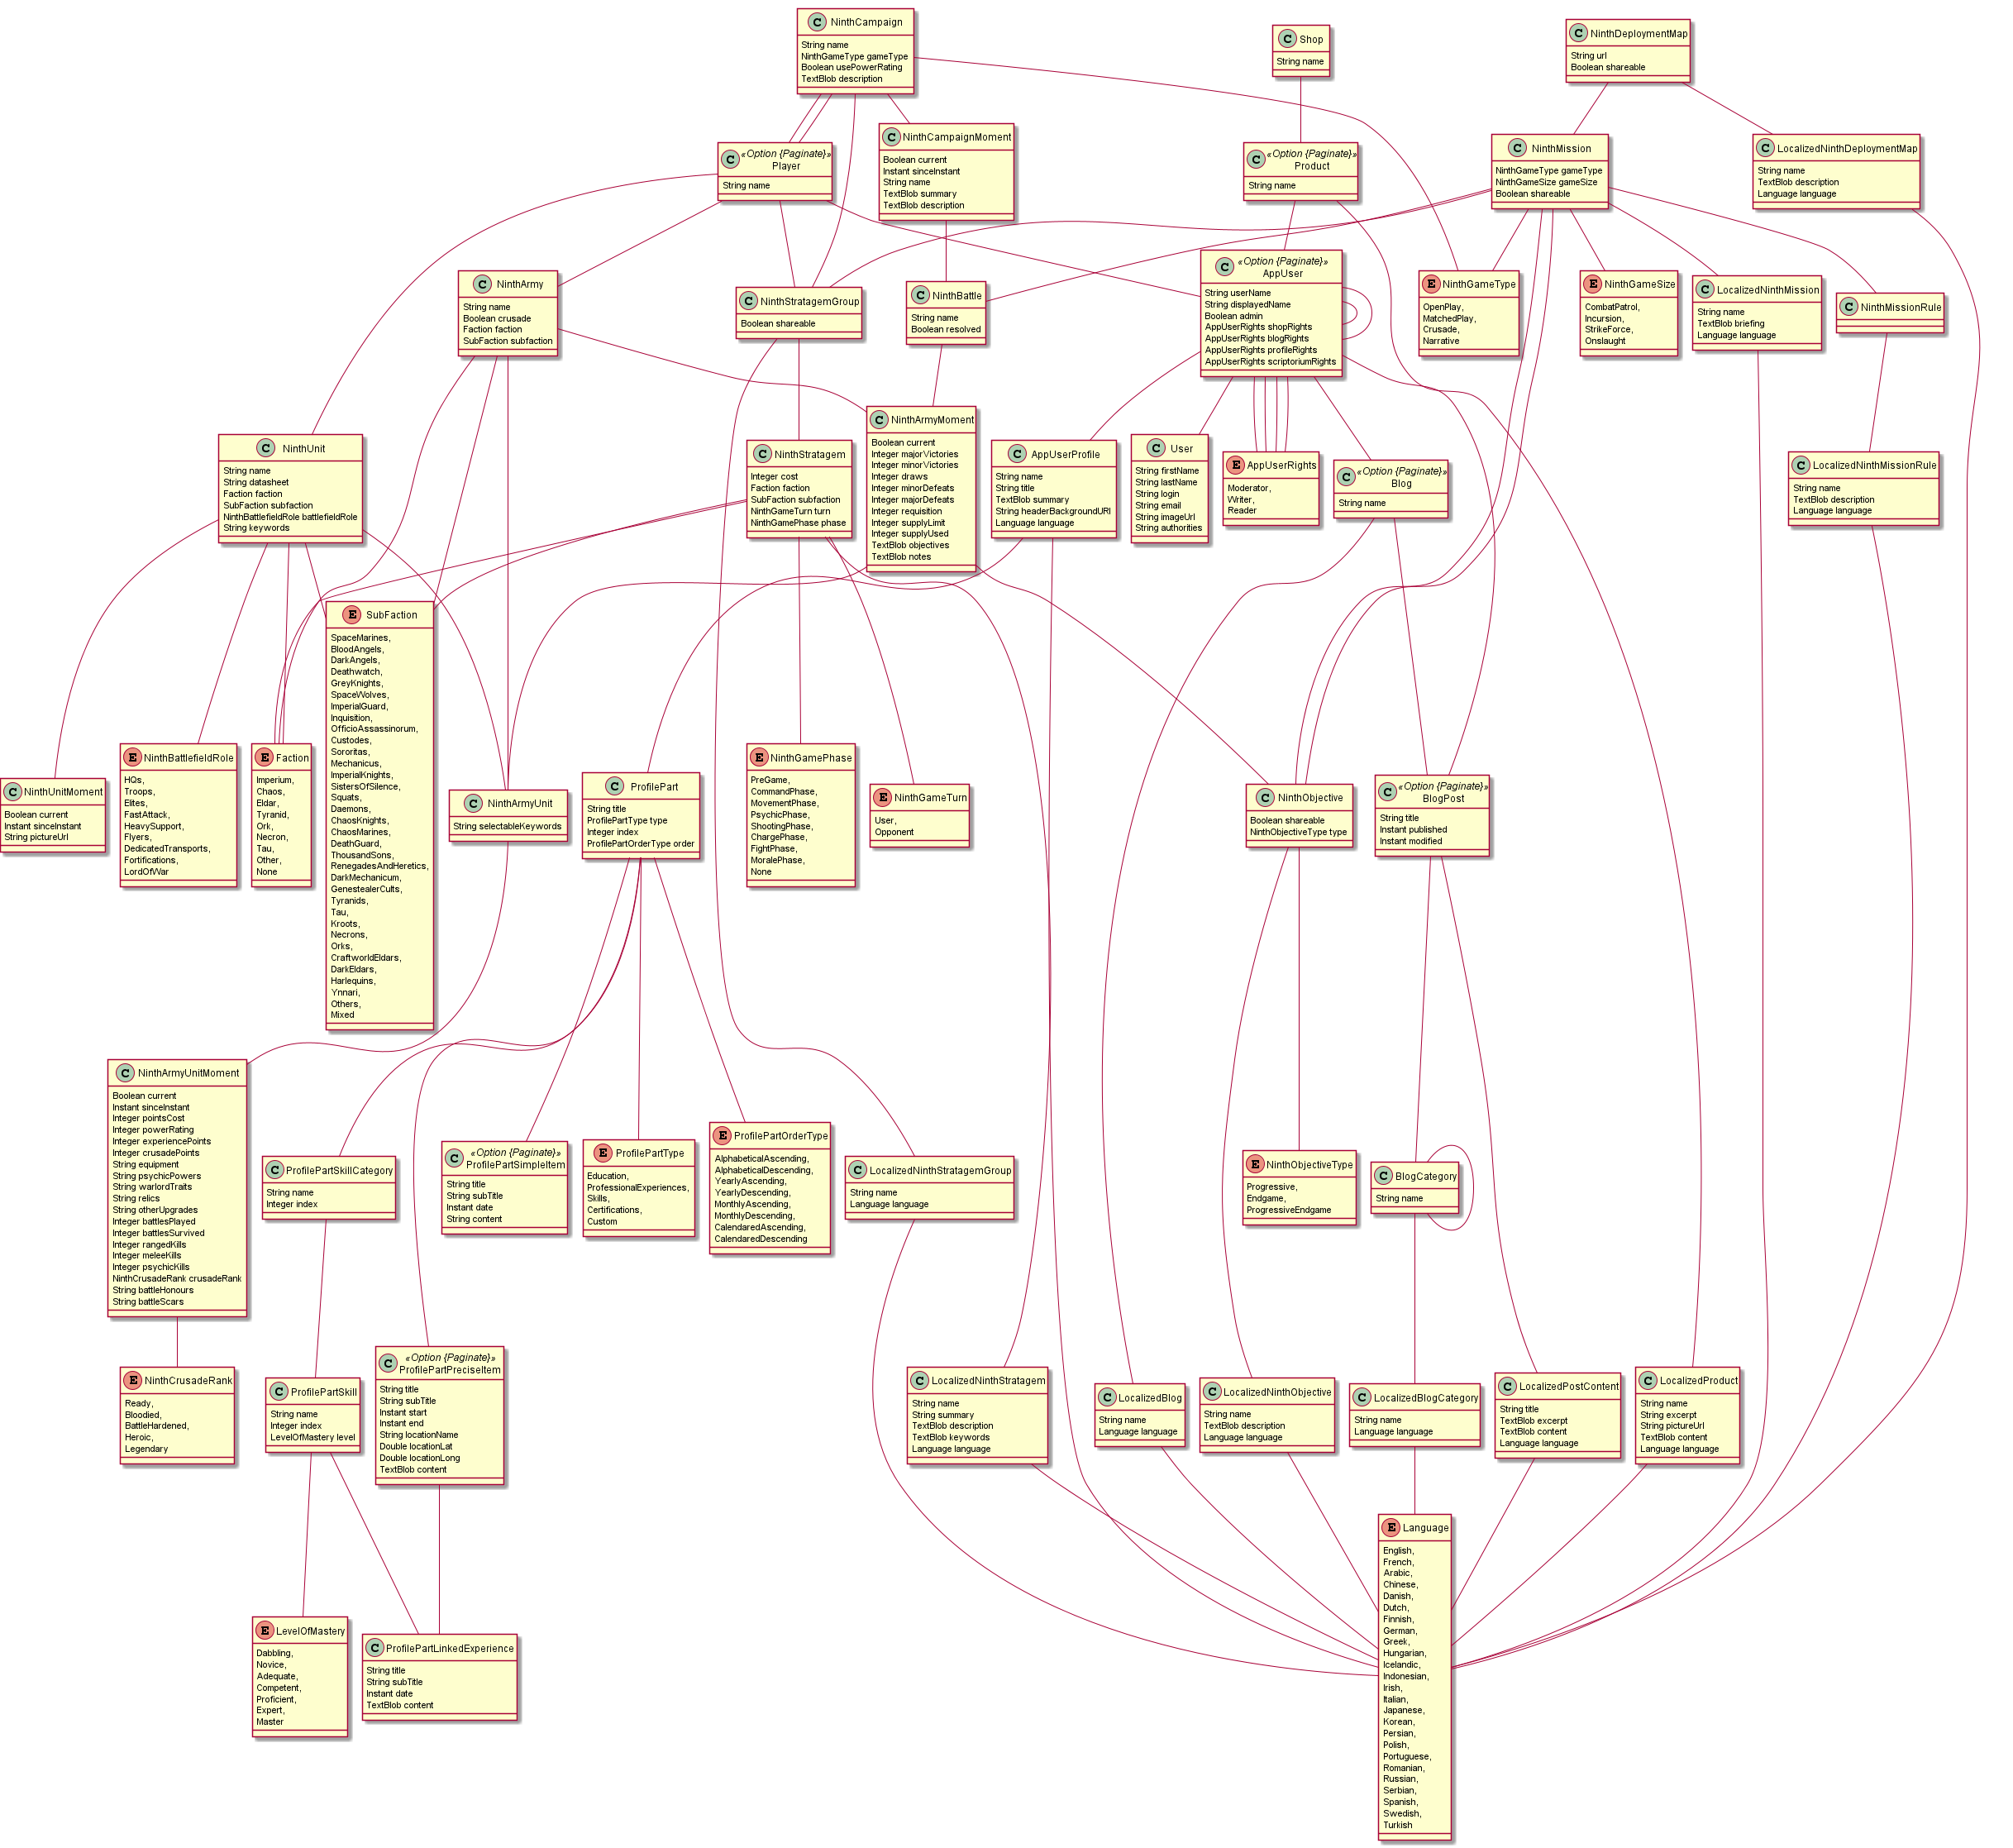 C NinthCampaign
String name
NinthGameType gameType
Boolean usePowerRating
TextBlob description
C Shop
String name
C NinthDeploymentMap
String url
Boolean shareable
C «Option {Paginate}»
Player
String name
C NinthCampaignMoment
Boolean current
Instant sinceInstant
String name
TextBlob summary
TextBlob description
C «Option {Paginate}»
Product
String name
C NinthMission
NinthGameType gameType
NinthGameSize gameSize
Boolean shareable
C LocalizedNinthDeploymentMap
String name
TextBlob description
Language language
C NinthArmy
String name
Boolean crusade
Faction faction
SubFaction subfaction
C NinthStratagemGroup
Boolean shareable
C NinthBattle
String name
Boolean resolved
C «Option {Paginate}»
AppUser
String userName
String displayedName
Boolean admin
AppUserRights shopRights
AppUserRights blogRights
AppUserRights profileRights
AppUserRights scriptoriumRights
E NinthGameType
OpenPlay,
MatchedPlay,
Crusade,
Narrative
E NinthGameSize
CombatPatrol,
Incursion,
StrikeForce,
Onslaught
C LocalizedNinthMission
String name
TextBlob briefing
Language language
C NinthMissionRule
C NinthUnit
String name
String datasheet
Faction faction
SubFaction subfaction
NinthBattlefieldRole battlefieldRole
String keywords
C NinthStratagem
Integer cost
Faction faction
SubFaction subfaction
NinthGameTurn turn
NinthGamePhase phase
C NinthArmyMoment
Boolean current
Integer majorVictories
Integer minorVictories
Integer draws
Integer minorDefeats
Integer majorDefeats
Integer requisition
Integer supplyLimit
Integer supplyUsed
TextBlob objectives
TextBlob notes
C AppUserProfile
String name
String title
TextBlob summary
String headerBackgroundURI
Language language
C User
String firstName
String lastName
String login
String email
String imageUrl
String authorities
E AppUserRights
Moderator,
Writer,
Reader
C «Option {Paginate}»
Blog
String name
C LocalizedNinthMissionRule
String name
TextBlob description
Language language
E SubFaction
SpaceMarines,
BloodAngels,
DarkAngels,
Deathwatch,
GreyKnights,
SpaceWolves,
ImperialGuard,
Inquisition,
OfficioAssassinorum,
Custodes,
Sororitas,
Mechanicus,
ImperialKnights,
SistersOfSilence,
Squats,
Daemons,
ChaosKnights,
ChaosMarines,
DeathGuard,
ThousandSons,
RenegadesAndHeretics,
DarkMechanicum,
GenestealerCults,
Tyranids,
Tau,
Kroots,
Necrons,
Orks,
CraftworldEldars,
DarkEldars,
Harlequins,
Ynnari,
Others,
Mixed
C NinthUnitMoment
Boolean current
Instant sinceInstant
String pictureUrl
E NinthBattlefieldRole
HQs,
Troops,
Elites,
FastAttack,
HeavySupport,
Flyers,
DedicatedTransports,
Fortifications,
LordOfWar
E Faction
Imperium,
Chaos,
Eldar,
Tyranid,
Ork,
Necron,
Tau,
Other,
None
C NinthArmyUnit
String selectableKeywords
C ProfilePart
String title
ProfilePartType type
Integer index
ProfilePartOrderType order
E NinthGamePhase
PreGame,
CommandPhase,
MovementPhase,
PsychicPhase,
ShootingPhase,
ChargePhase,
FightPhase,
MoralePhase,
None
E NinthGameTurn
User,
Opponent
C NinthObjective
Boolean shareable
NinthObjectiveType type
C «Option {Paginate}»
BlogPost
String title
Instant published
Instant modified
C NinthArmyUnitMoment
Boolean current
Instant sinceInstant
Integer pointsCost
Integer powerRating
Integer experiencePoints
Integer crusadePoints
String equipment
String psychicPowers
String warlordTraits
String relics
String otherUpgrades
Integer battlesPlayed
Integer battlesSurvived
Integer rangedKills
Integer meleeKills
Integer psychicKills
NinthCrusadeRank crusadeRank
String battleHonours
String battleScars
C ProfilePartSkillCategory
String name
Integer index
C «Option {Paginate}»
ProfilePartSimpleItem
String title
String subTitle
Instant date
String content
E ProfilePartType
Education,
ProfessionalExperiences,
Skills,
Certifications,
Custom
E ProfilePartOrderType
AlphabeticalAscending,
AlphabeticalDescending,
YearlyAscending,
YearlyDescending,
MonthlyAscending,
MonthlyDescending,
CalendaredAscending,
CalendaredDescending
C LocalizedNinthStratagemGroup
String name
Language language
E NinthObjectiveType
Progressive,
Endgame,
ProgressiveEndgame
C BlogCategory
String name
E NinthCrusadeRank
Ready,
Bloodied,
BattleHardened,
Heroic,
Legendary
C ProfilePartSkill
String name
Integer index
LevelOfMastery level
C «Option {Paginate}»
ProfilePartPreciseItem
String title
String subTitle
Instant start
Instant end
String locationName
Double locationLat
Double locationLong
TextBlob content
C LocalizedNinthStratagem
String name
String summary
TextBlob description
TextBlob keywords
Language language
C LocalizedBlog
String name
Language language
C LocalizedNinthObjective
String name
TextBlob description
Language language
C LocalizedBlogCategory
String name
Language language
C LocalizedPostContent
String title
TextBlob excerpt
TextBlob content
Language language
C LocalizedProduct
String name
String excerpt
String pictureUrl
TextBlob content
Language language
E LevelOfMastery
Dabbling,
Novice,
Adequate,
Competent,
Proficient,
Expert,
Master
C ProfilePartLinkedExperience
String title
String subTitle
Instant date
TextBlob content
E Language
English,
French,
Arabic,
Chinese,
Danish,
Dutch,
Finnish,
German,
Greek,
Hungarian,
Icelandic,
Indonesian,
Irish,
Italian,
Japanese,
Korean,
Persian,
Polish,
Portuguese,
Romanian,
Russian,
Serbian,
Spanish,
Swedish,
Turkish